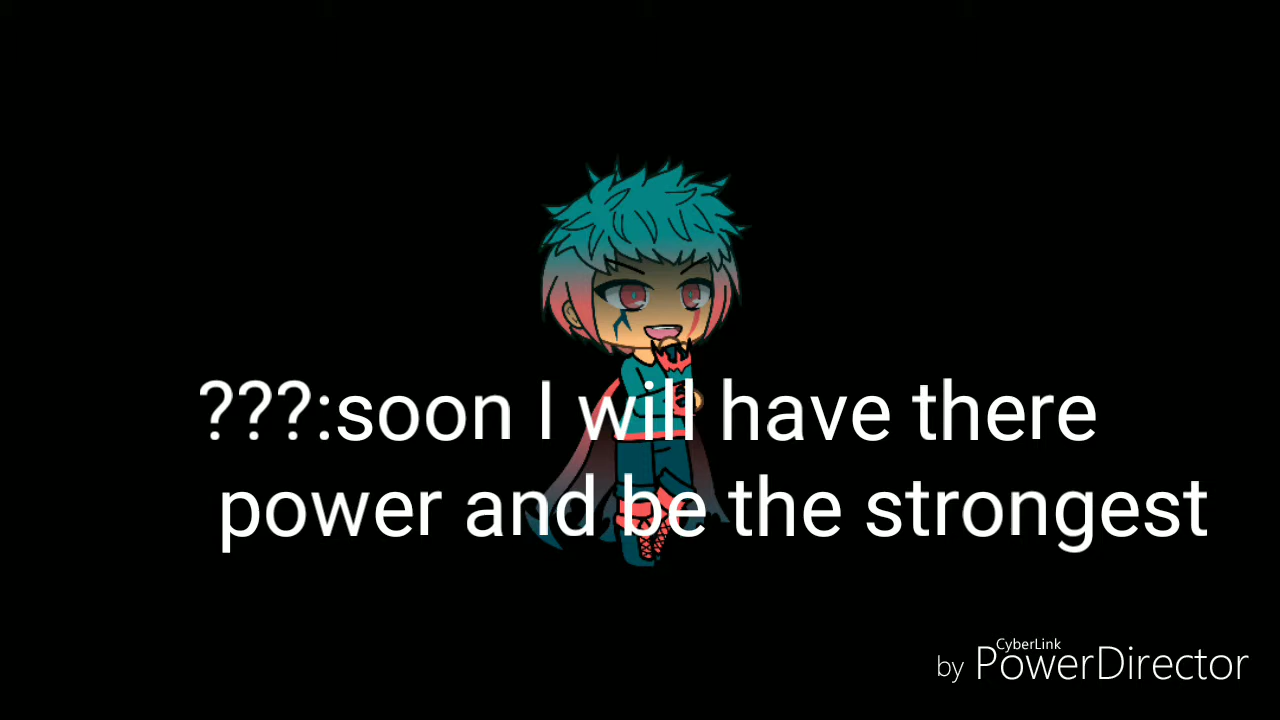 ???:soon I will have there
power and be the strongest
CyberLink
by PowerDirector